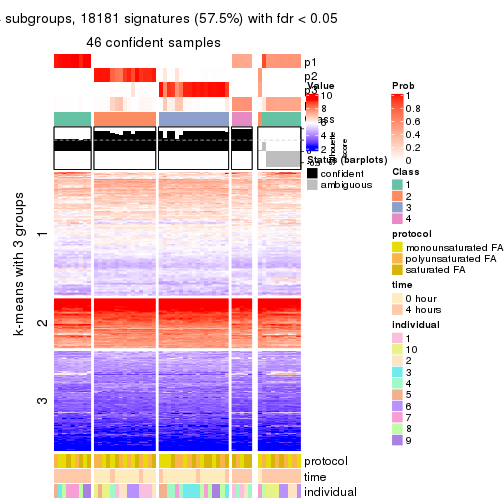 subgroups, 18181 signatures (57.5%) with fdr < 0.05
46 confident samples
p1
p2
p3
Value
10
8
6
4
2
Status (barplots)
confident
ambiguous
score
Prob
1
0.8
0.6
0.4
0.2
0
Class
1
2
3
4
protocol
monounsaturated FA
polyunsaturated FA
saturated FA
time
0 hour
4 hours
individual
1
10
2
3
4
5
6
7
8
9
k-means with 3 groups
1
2
3
protocol
time
individual